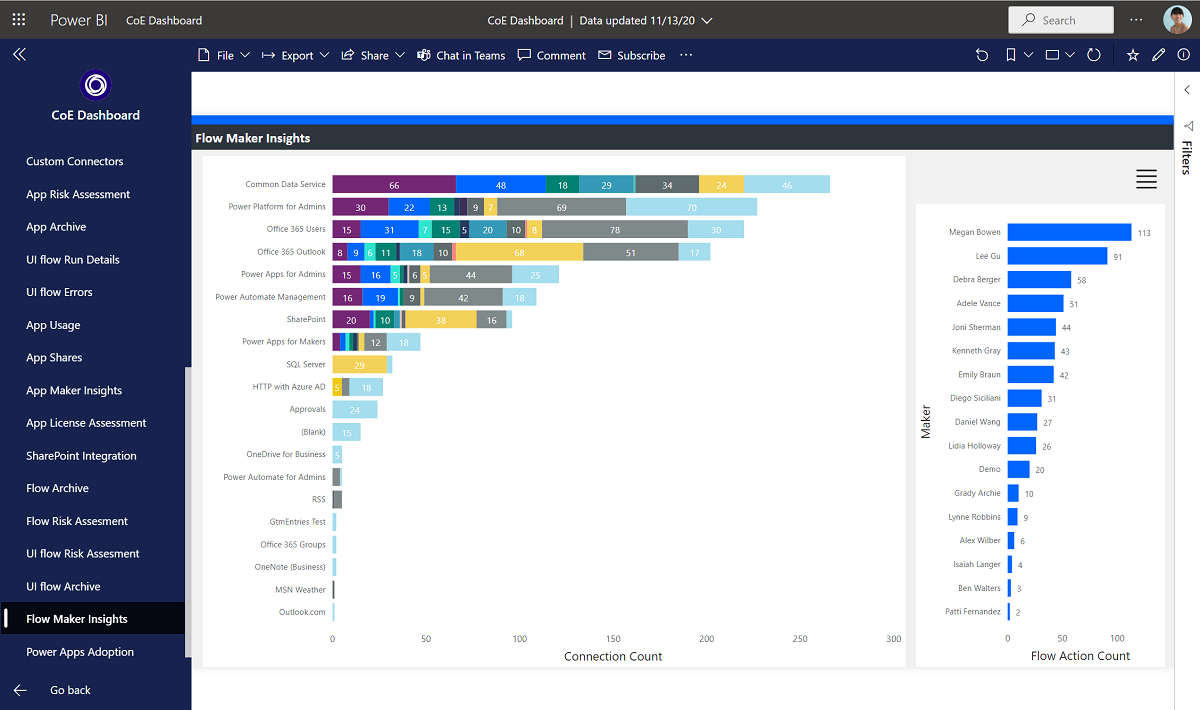 Power BI CoE Dashboard CoE Dashboard | Data updated 11/13/20 Search
File Export Share Chat in Teams Comment Subscribe
CoE Dashboard
Custom Connectors
App Risk Assessment
App Archive
UI flow Run Details
UI flow Errors
App Usage
App Shares
App Maker Insights
App License Assessment
SharePoint Integration
Flow Archive
Flow Risk Assesment
UI flow Risk Assesment
UI flow Archive
Flow Maker Insights
Power Apps Adoption
Go back
Flow Maker Insights
Common Data Service 66 48 18 29 34 24 46
Power Platform for Admins 30 22 13 9 7 69 70
Office 365 Users 15 31 7 15 5 20 10 8 78 30
Office 365 Outlook 8 9 6 11 18 10 68 51 17
Power Apps for Admins 15 16 5 6 5 44 25
Power Automate Management 16 19 9 42 18
SharePoint 20 10 38 16
Power Apps for Makers 12 18
SQL Server 29
HTTP with Azure AD 5 18
Approvals 24
(Blank) 15
OneDrive for Business 5
Power Automate for Admins
RSS
GtmEntries Test
Office 365 Groups
OneNote (Business)
MSN Weather
Outlook.com
0 50 100 150 200 250 300
Connection Count
Maker
Megan Bowen 113
Lee Gu 91
Debra Berger 58
Adele Vance 51
Joni Sherman 44
Kenneth Gray 43
Emily Braun 42
Diego Siciliani 31
Daniel Wang 27
Lidia Holloway 26
Demo 20
Grady Archie 10
Lynne Robbins 9
Alex Wilber 6
Isaiah Langer 4
Ben Walters 3
Patti Fernandez 2
0 50 100
Flow Action Count
Filters